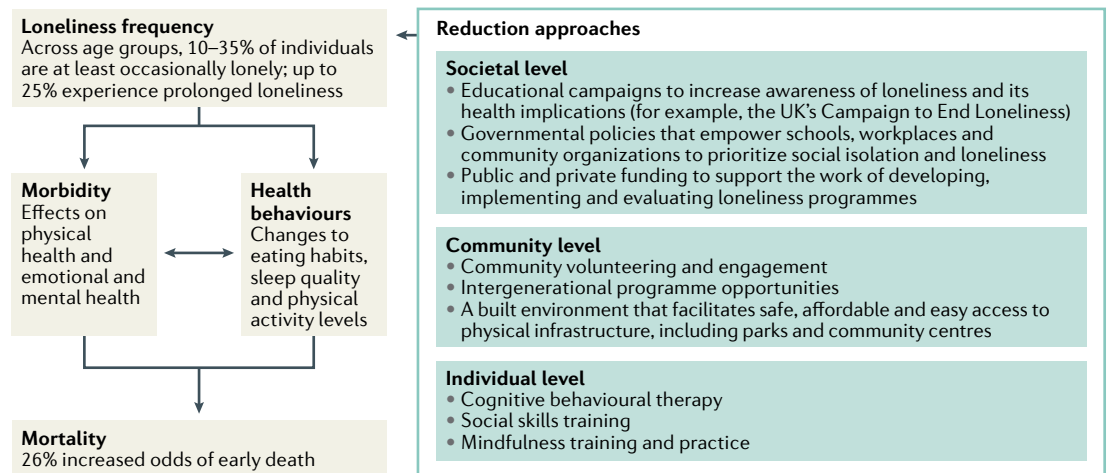 Loneliness frequency
Across age groups, 10–35% of individuals
are at least occasionally lonely; up to
25% experience prolonged loneliness
Morbidity
Effects on
physical
health and
emotional and
mental health
Health
behaviours
Changes to
eating habits,
sleep quality
and physical
activity levels
Mortality
26% increased odds of early death
Reduction approaches
Societal level
• Educational campaigns to increase awareness of loneliness and its
health implications (for example, the UK's Campaign to End Loneliness)
• Governmental policies that empower schools, workplaces and
community organizations to prioritize social isolation and loneliness
• Public and private funding to support the work of developing,
implementing and evaluating loneliness programmes
Community level
• Community volunteering and engagement
• Intergenerational programme opportunities
• A built environment that facilitates safe, affordable and easy access to
physical infrastructure, including parks and community centres
Individual level
• Cognitive behavioural therapy
• Social skills training
• Mindfulness training and practice